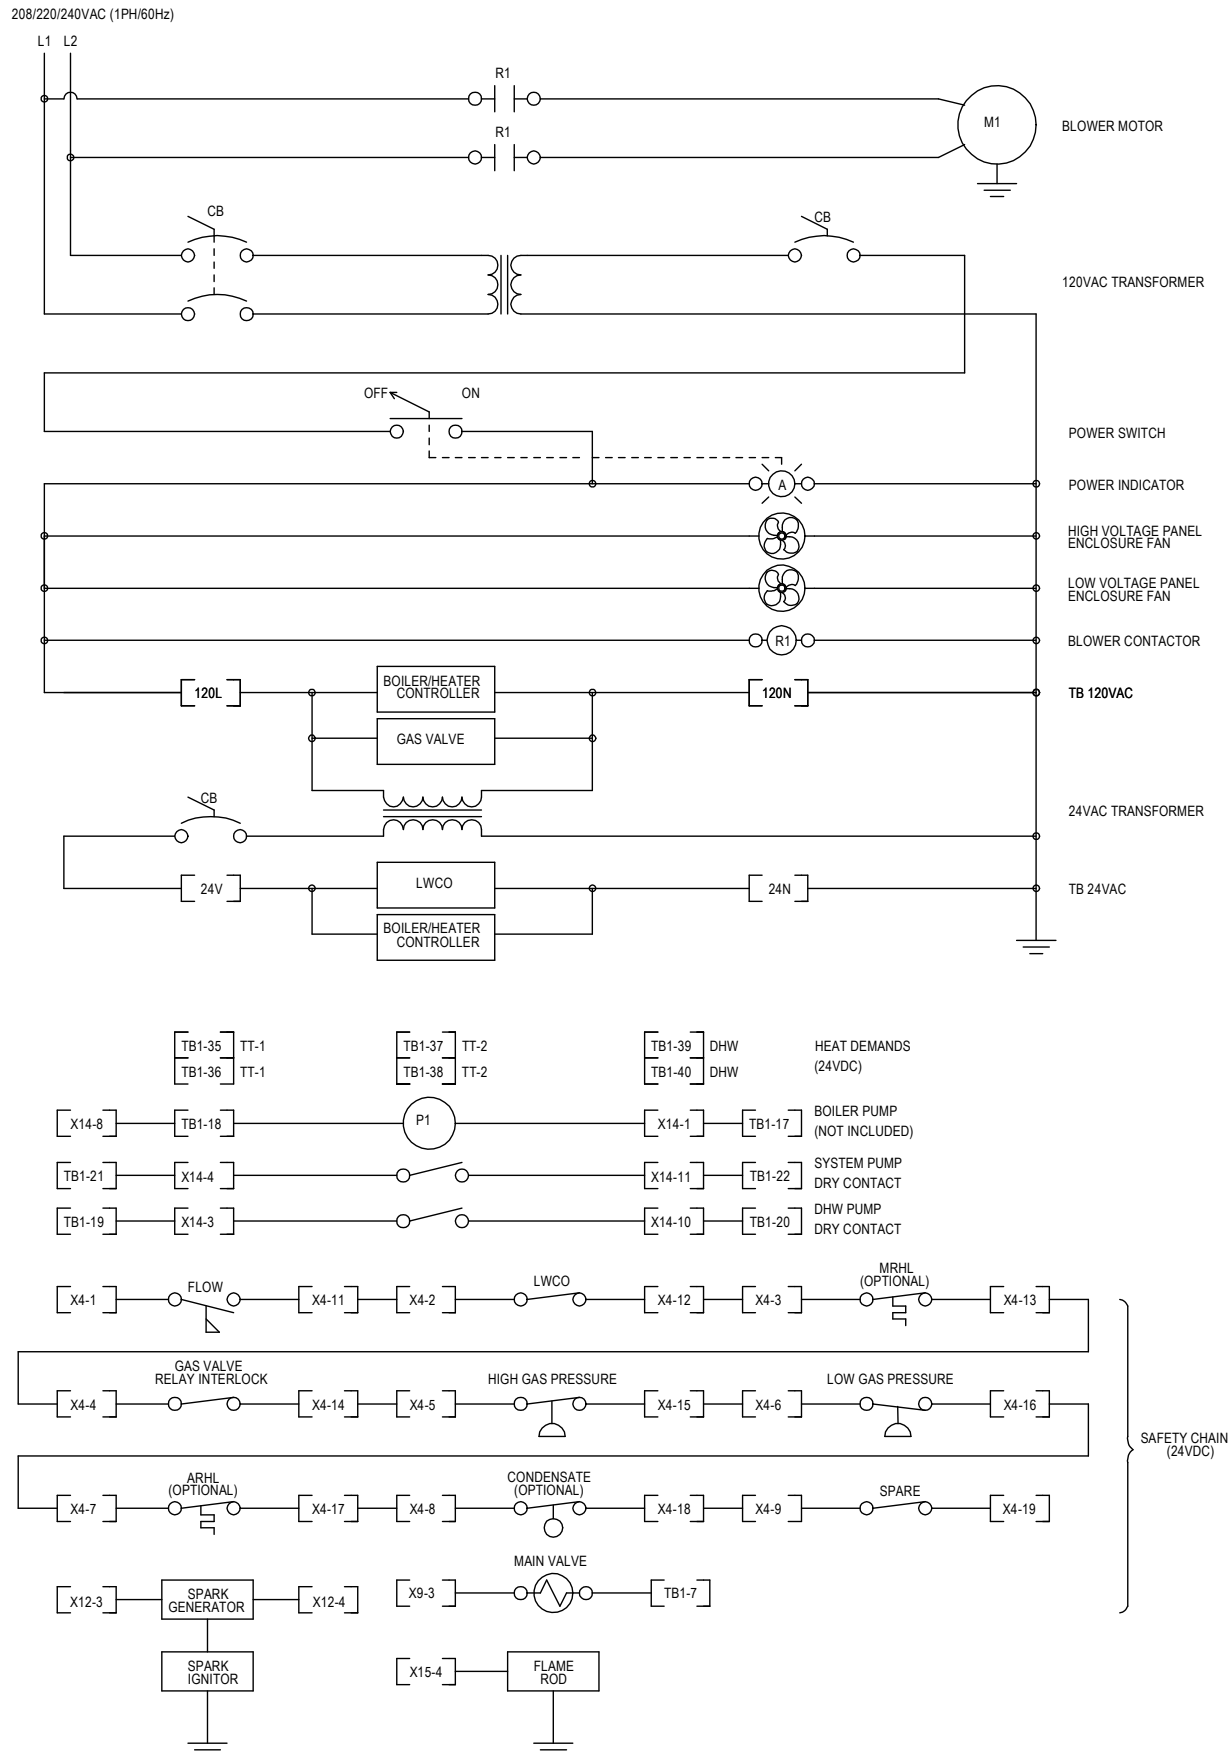 208/220/240VAC (1PH/60Hz)
L1 L2
R1
M1
BLOWER MOTOR
R1
CB
CB
120VAC TRANSFORMER
OFF
ON
POWER SWITCH
A
POWER INDICATOR
HIGH VOLTAGE PANEL
ENCLOSURE FAN
LOW VOLTAGE PANEL
ENCLOSURE FAN
R1
BLOWER CONTACTOR
120L
BOILER/HEATER
CONTROLLER
120N
TB 120VAC
GAS VALVE
CB
24VAC TRANSFORMER
24V
LWCO
24N
TB 24VAC
BOILER/HEATER
CONTROLLER
TB1-35 TT-1
TB1-37 TT-2
TB1-39 DHW
HEAT DEMANDS
TB1-36 TT-1
TB1-38 TT-2
TB1-40 DHW
(24VDC)
X14-8
TB1-18
P1
X14-1
TB1-17
BOILER PUMP
(NOT INCLUDED)
TB1-21
X14-4
X14-11
TB1-22
SYSTEM PUMP
DRY CONTACT
TB1-19
X14-3
X14-10
TB1-20
DHW PUMP
DRY CONTACT
X4-1
FLOW
X4-11
X4-2
LWCO
X4-12
X4-3
MRHL
(OPTIONAL)
X4-13
X4-4
GAS VALVE
RELAY INTERLOCK
X4-14
X4-5
HIGH GAS PRESSURE
X4-15
X4-6
LOW GAS PRESSURE
X4-16
SAFETY CHAIN
(24VDC)
X4-7
ARHL
(OPTIONAL)
X4-17
X4-8
CONDENSATE
(OPTIONAL)
X4-18
X4-9
SPARE
X4-19
X12-3
SPARK
GENERATOR
X12-4
X9-3
MAIN VALVE
TB1-7
SPARK
IGNITOR
X15-4
FLAME
ROD